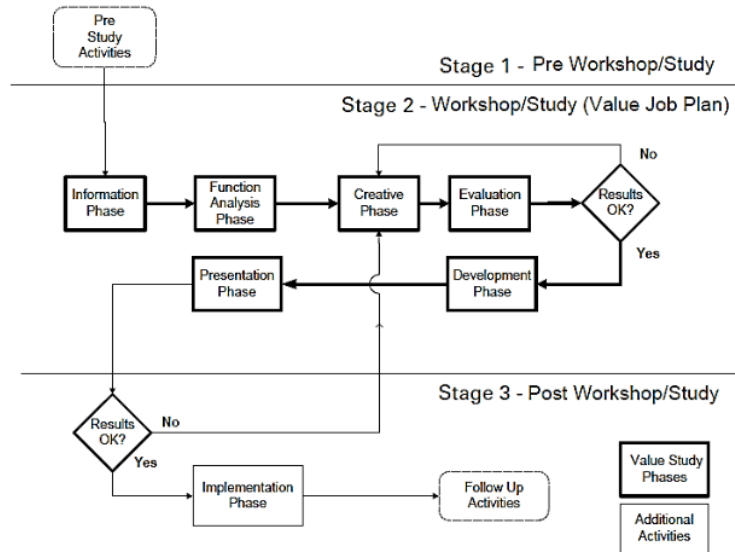 Pre
Study
Activities
Stage 1 - Pre Workshop/Study
Stage 2 - Workshop/Study (Value Job Plan)
No
Information
Phase
Function
Analysis
Phase
Creative
Phase
Evaluation
Phase
Results
OK?
Yes
Presentation
Phase
Development
Phase
Stage 3 - Post Workshop/Study
Results
OK?
No
Yes
Implementation
Phase
Follow Up
Activities
Value Study
Phases
Additional
Activities